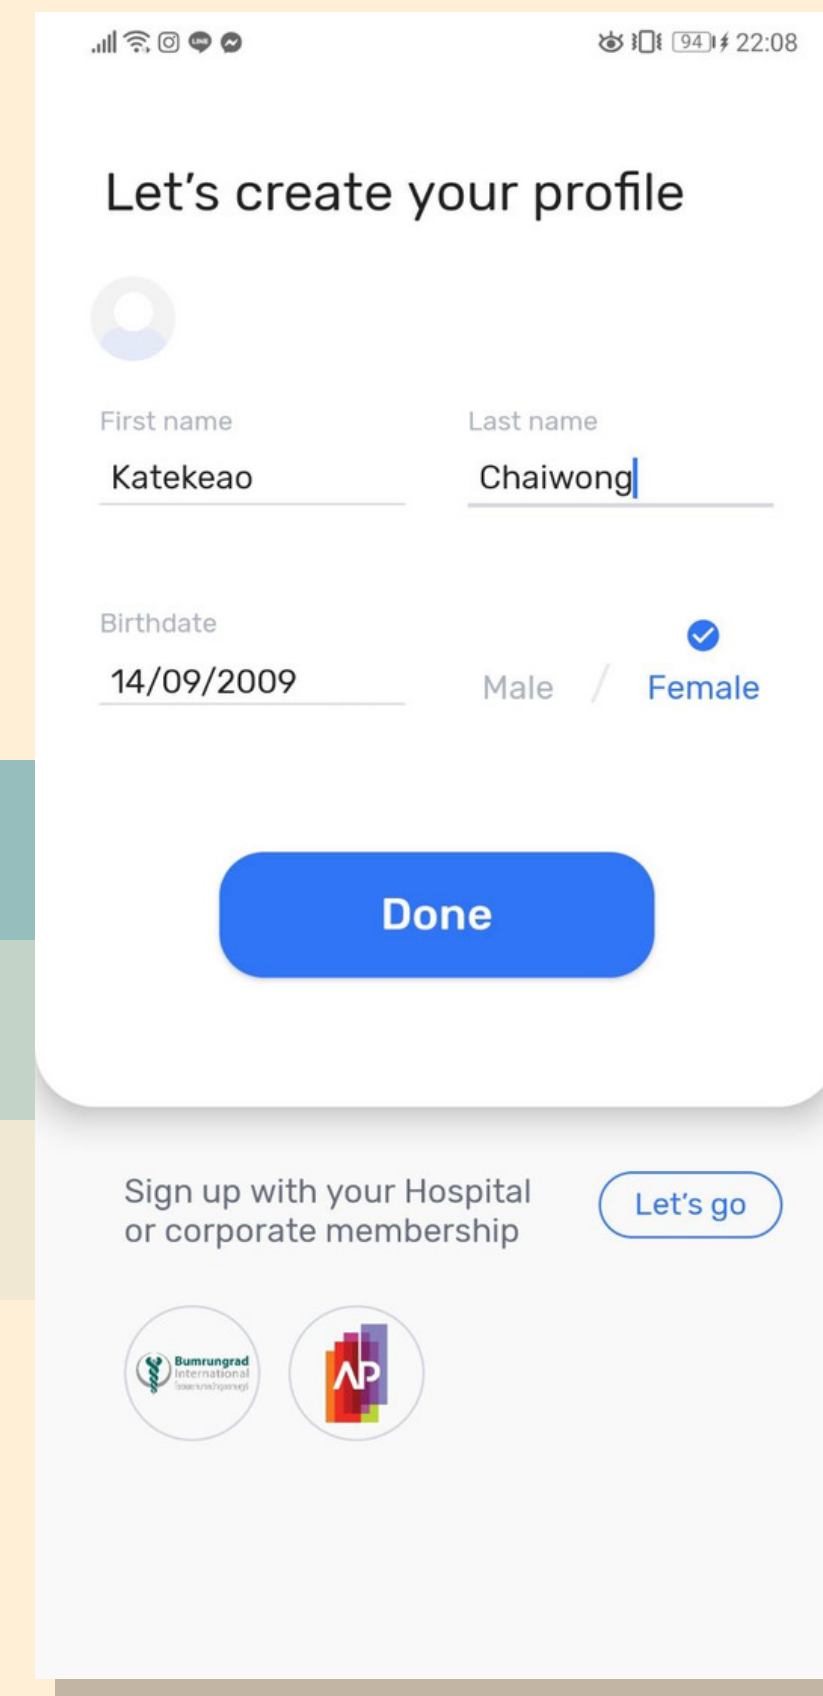 94 22:08
Let's create your profile
First name Last name
Katekeao Chaiwong
Birthdate
14/09/2009 Male / Female
Done
Sign up with your Hospital
or corporate membership
Let's go
Bumrungrad
International
AP